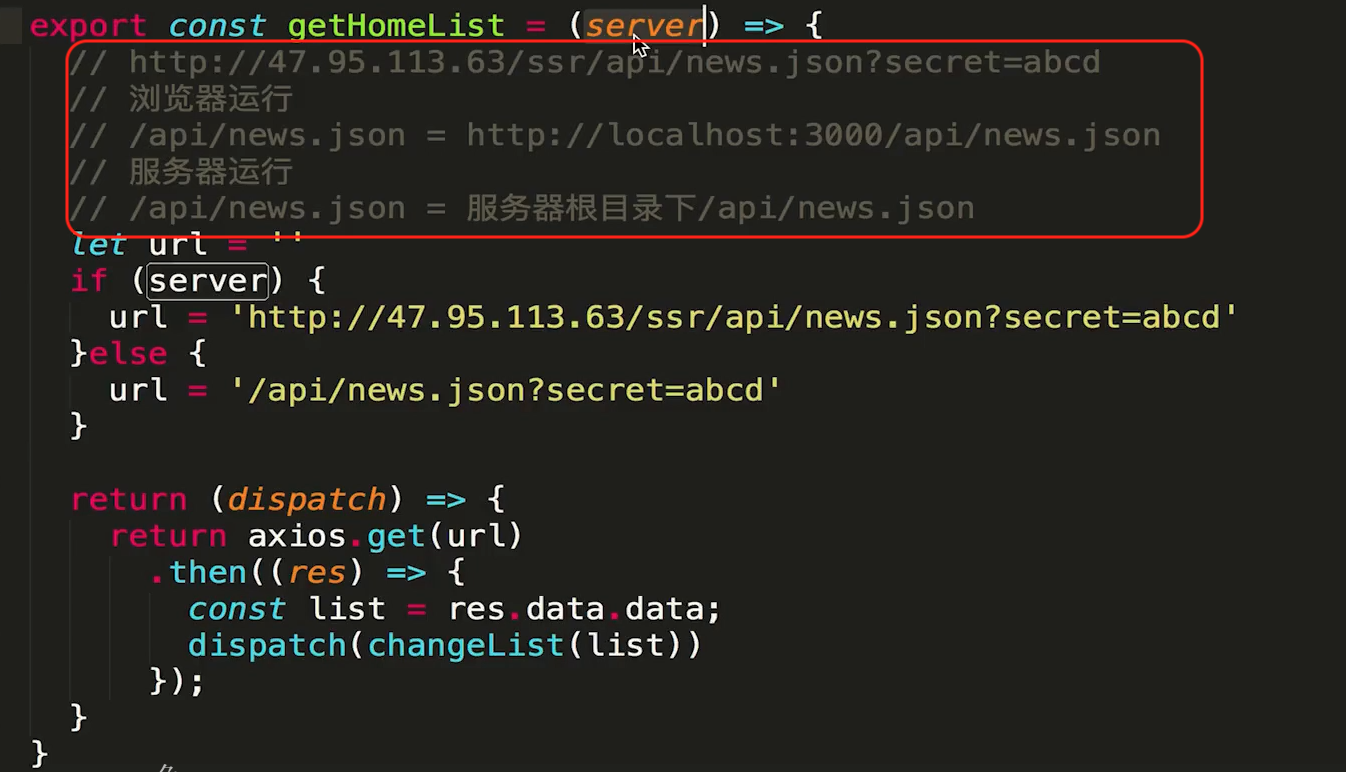 export const getHomeList = (server) => {
// http://47.95.113.63/ssr/api/news.json?secret=abcd
// 浏览器运行
// /api/news.json = http://localhost:3000/api/news.json
// 服务器运行
// /api/news.json = 服务器根目录下/api/news.json
let url = ''
if (server) {
url = 'http://47.95.113.63/ssr/api/news.json?secret=abcd'
}else {
url = '/api/news.json?secret=abcd'
}
return (dispatch) => {
return axios.get(url)
.then((res) => {
const list = res.data.data;
dispatch(changeList(list))
});
}
}